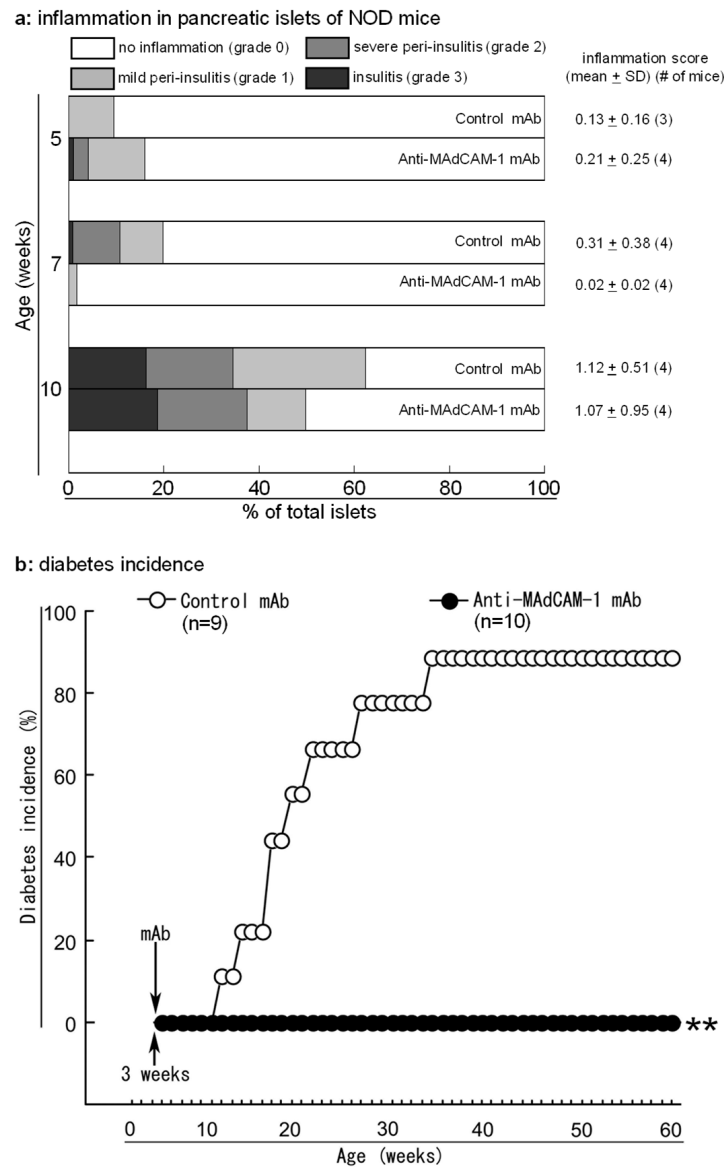 a: inflammation in pancreatic islets of NOD mice
no inflammation (grade 0)
severe peri-insulitis (grade 2)
mild peri-insulitis (grade 1)
insulitis (grade 3)
inflammation score
(mean ± SD) (# of mice)
Age (weeks)
5
Control mAb
0.13 ± 0.16 (3)
Anti-MAdCAM-1 mAb
0.21 ± 0.25 (4)
7
Control mAb
0.31 ± 0.38 (4)
Anti-MAdCAM-1 mAb
0.02 ± 0.02 (4)
10
Control mAb
1.12 ± 0.51 (4)
Anti-MAdCAM-1 mAb
1.07 ± 0.95 (4)
0 20 40 60 80 100
% of total islets
b: diabetes incidence
Control mAb
(n=9)
Anti-MAdCAM-1 mAb
(n=10)
Diabetes incidence (%)
100
80
60
40
20
0
mAb
3 weeks
**
0 10 20 30 40 50 60
Age (weeks)